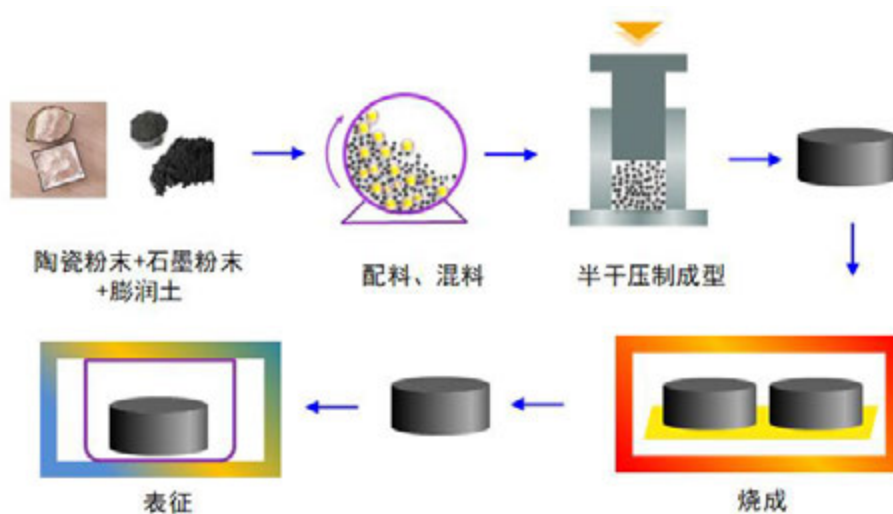 陶瓷粉末+石墨粉末
+膨润土
配料、混料
半干压制成型
表征
烧成